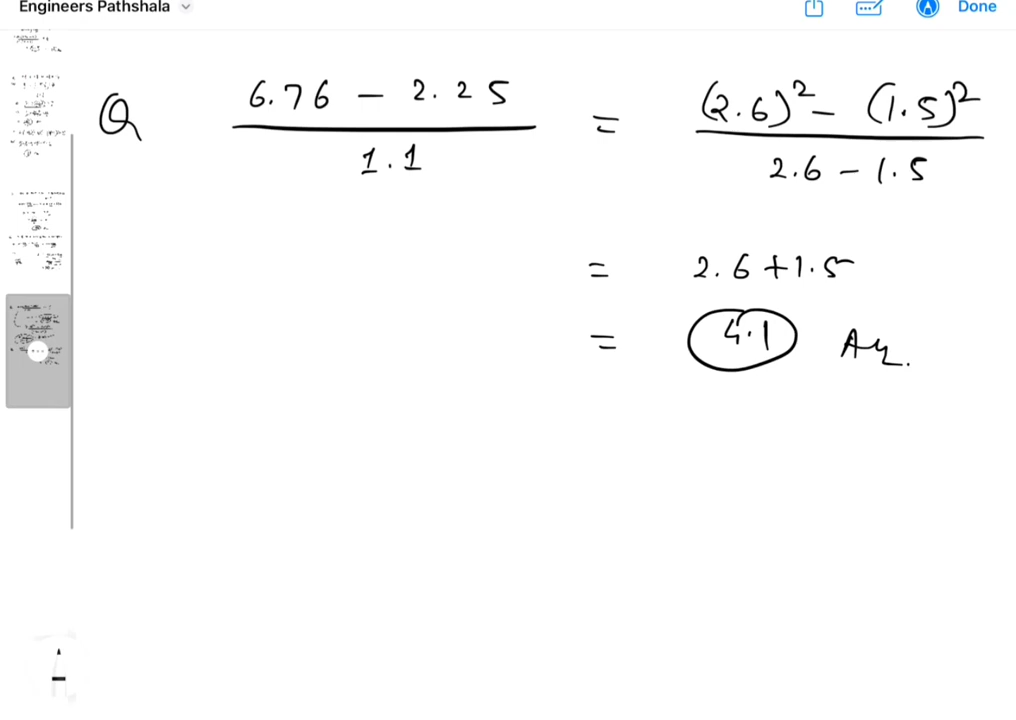 Engineers Pathshala
Done
Q (6.76 - 2.25) / 1.1 = ((2.6)² - (1.5)²) / (2.6 - 1.5)
= 2.6 + 1.5
= 4.1